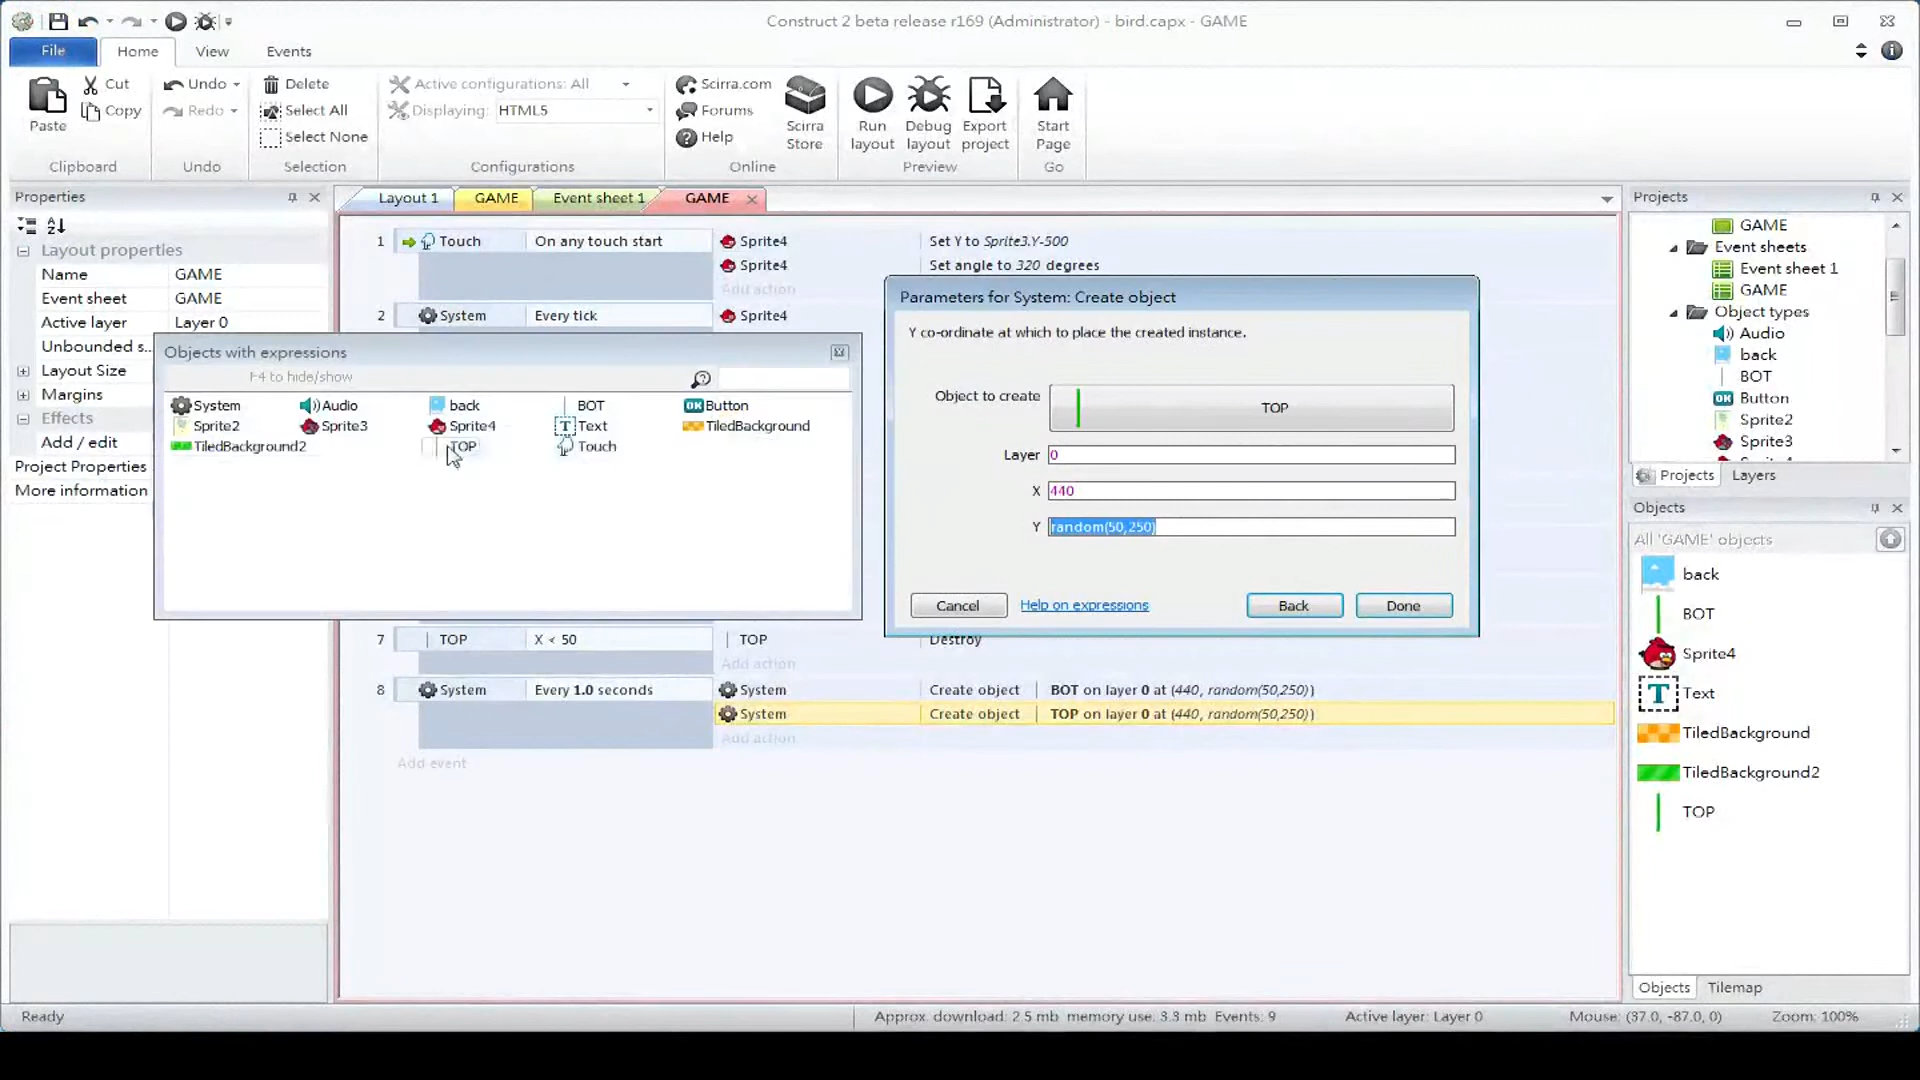 Construct 2 beta release r169 (Administrator) - bird.capx - GAME
File
Home
View
Events
Paste
Cut
Copy
Clipboard
Undo
Redo
Undo
Delete
Select All
Select None
Selection
Active configurations: All
Displaying: HTML5
Configurations
Scirra.com
Forums
Help
Scirra Store
Online
Run layout
Debug layout
Export project
Preview
Start Page
Go
Properties
Layout properties
Name GAME
Event sheet GAME
Active layer Layer 0
Unbounded s...
Layout Size
Margins
Effects
Add / edit
Project Properties
More information
Layout 1
GAME
Event sheet 1
GAME
1 Touch On any touch start Sprite4 Set Y to Sprite3.Y-500
Sprite4 Set angle to 320 degrees
Add action
2 System Every tick Sprite4
Objects with expressions
F4 to hide/show
System Audio back BOT Button
Sprite2 Sprite3 Sprite4 Text TiledBackground
TiledBackground2 TOP Touch
Parameters for System: Create object
Y co-ordinate at which to place the created instance.
Object to create TOP
Layer 0
X 440
Y random(50,250)
Cancel Help on expressions Back Done
7 TOP X < 50 TOP Destroy
Add action
8 System Every 1.0 seconds System Create object BOT on layer 0 at (440, random(50,250))
System Create object TOP on layer 0 at (440, random(50,250))
Add action
Add event
Projects
GAME
Event sheets
Event sheet 1
GAME
Object types
Audio
back
BOT
Button
Sprite2
Sprite3
Projects Layers
Objects
All 'GAME' objects
back
BOT
Sprite4
Text
TiledBackground
TiledBackground2
TOP
Objects Tilemap
Ready Approx. download: 2.5 mb memory use: 3.3 mb Events: 9 Active layer: Layer 0 Mouse: (37.0, -87.0, 0) Zoom: 100%